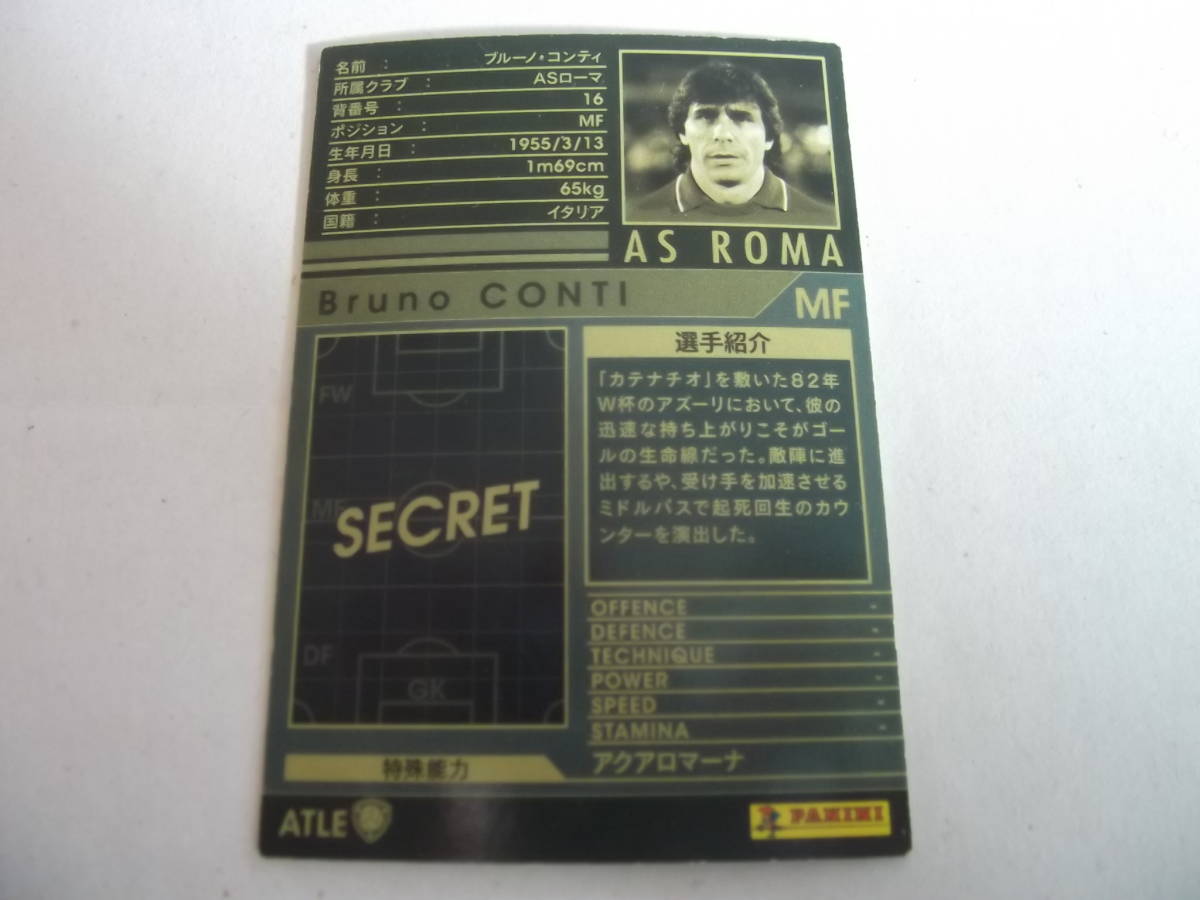 名前 : ブルーノ・コンティ
所属クラブ : ASローマ
背番号 : 16
ポジション : MF
生年月日 : 1955/3/13
身長 : 1m69cm
体重 : 65kg
国籍 : イタリア
AS ROMA
Bruno CONTI
MF
FW
MF
SECRET
DF
GK
選手紹介
「カテナチオ」を敷いた82年
W杯のアズーリにおいて、彼の
迅速な持ち上がりこそがゴー
ルの生命線だった。敵陣に進
出するや、受け手を加速させる
ミドルパスで起死回生のカウ
ンターを演出した。
OFFENCE -
DEFENCE -
TECHNIQUE -
POWER -
SPEED -
STAMINA -
特殊能力 アクアロマーナ
ATLE
PANINI